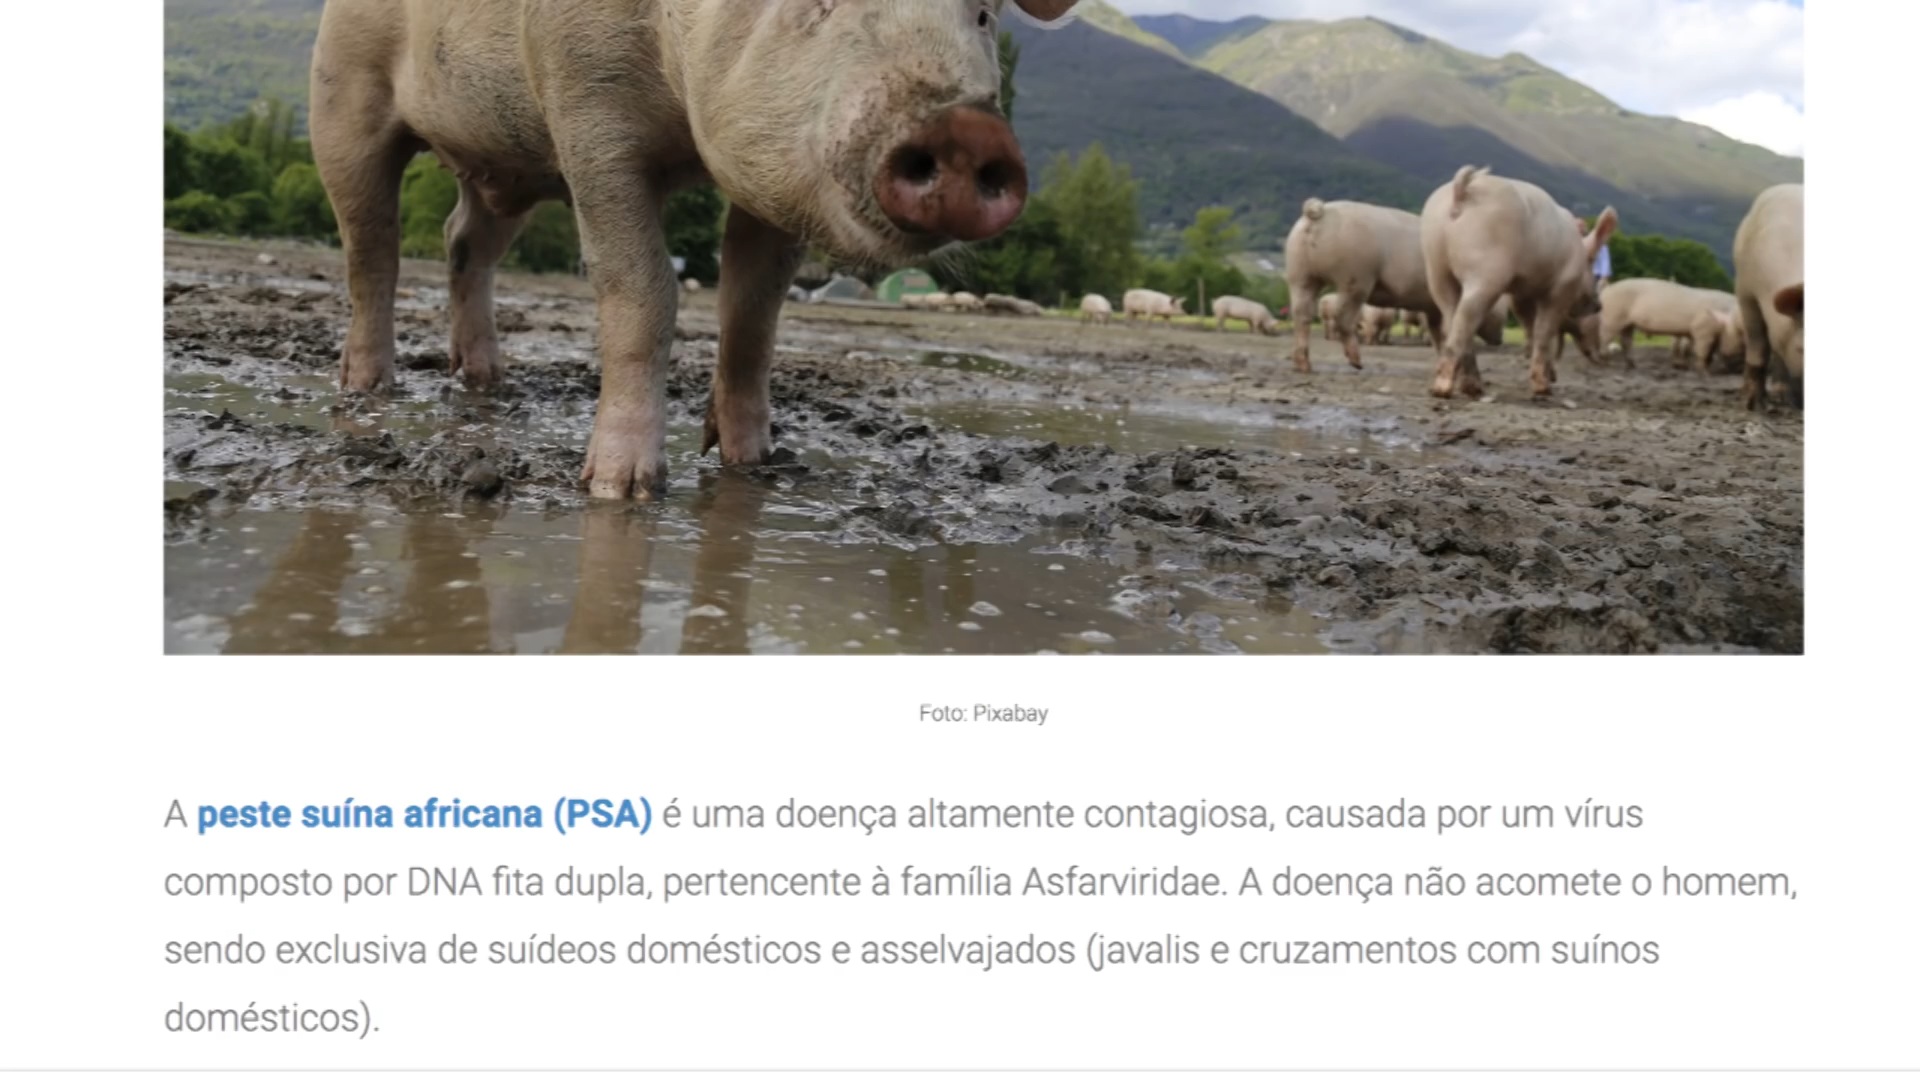 Foto: Pixabay
A peste suína africana (PSA) é uma doença altamente contagiosa, causada por um vírus
composto por DNA fita dupla, pertencente à família Asfarviridae. A doença não acomete o homem,
sendo exclusiva de suídeos domésticos e asselvajados (javalis e cruzamentos com suínos
domésticos).